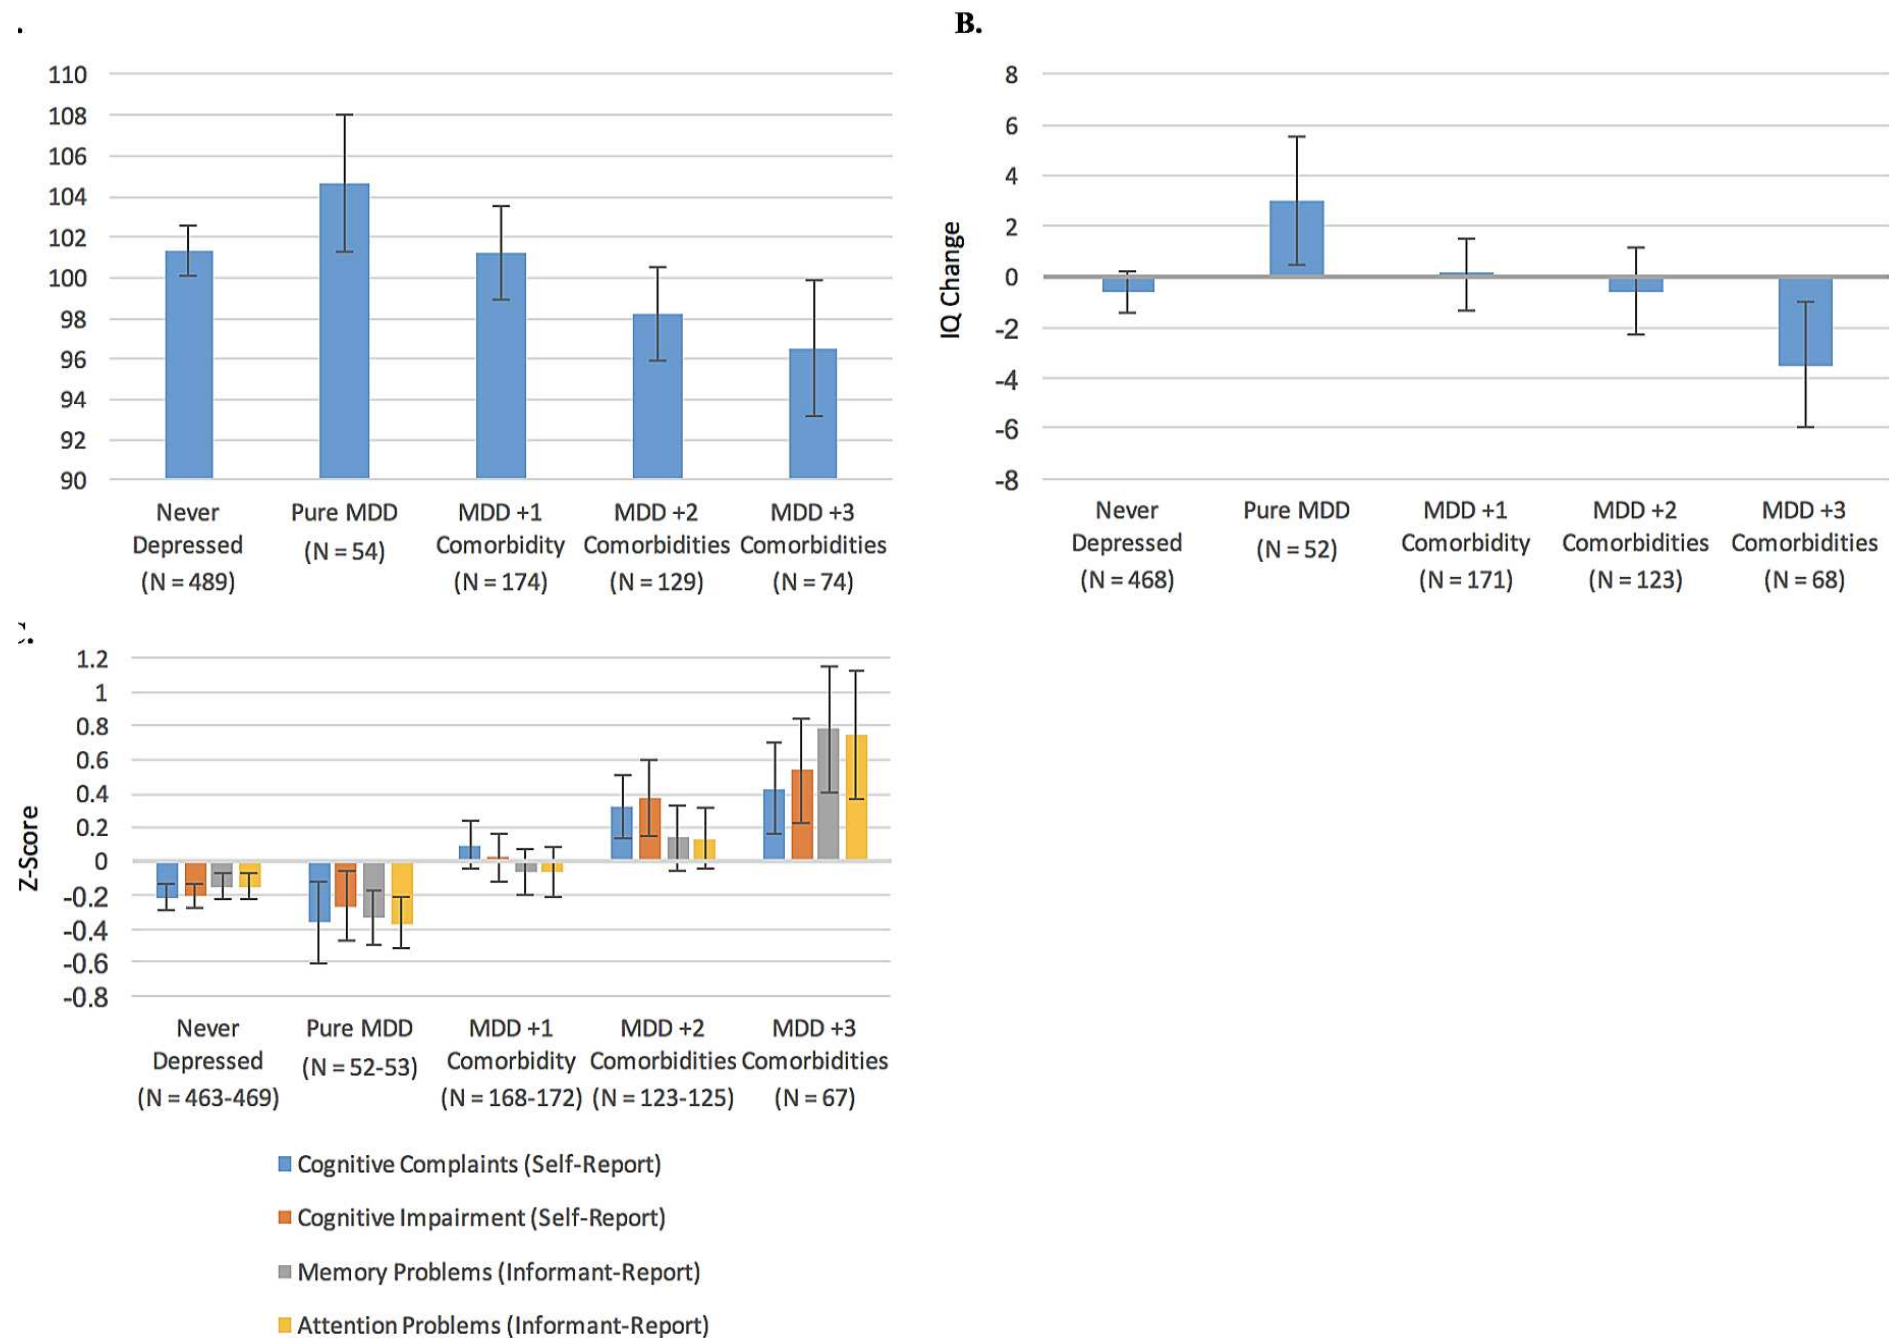 B.
110
108
106
104
102
100
98
96
94
92
90
Never Pure MDD MDD +1 MDD +2 MDD +3
Depressed (N = 54) Comorbidity Comorbidities Comorbidities
(N = 489) (N = 174) (N = 129) (N = 74)
IQ Change
8
6
4
2
0
-2
-4
-6
-8
Never Pure MDD MDD +1 MDD +2 MDD +3
Depressed (N = 52) Comorbidity Comorbidities Comorbidities
(N = 468) (N = 171) (N = 123) (N = 68)
Z-Score
1.2
1
0.8
0.6
0.4
0.2
0
-0.2
-0.4
-0.6
-0.8
Never Pure MDD MDD +1 MDD +2 MDD +3
Depressed (N = 52-53) Comorbidity Comorbidities Comorbidities
(N = 463-469) (N = 168-172) (N = 123-125) (N = 67)
Cognitive Complaints (Self-Report)
Cognitive Impairment (Self-Report)
Memory Problems (Informant-Report)
Attention Problems (Informant-Report)